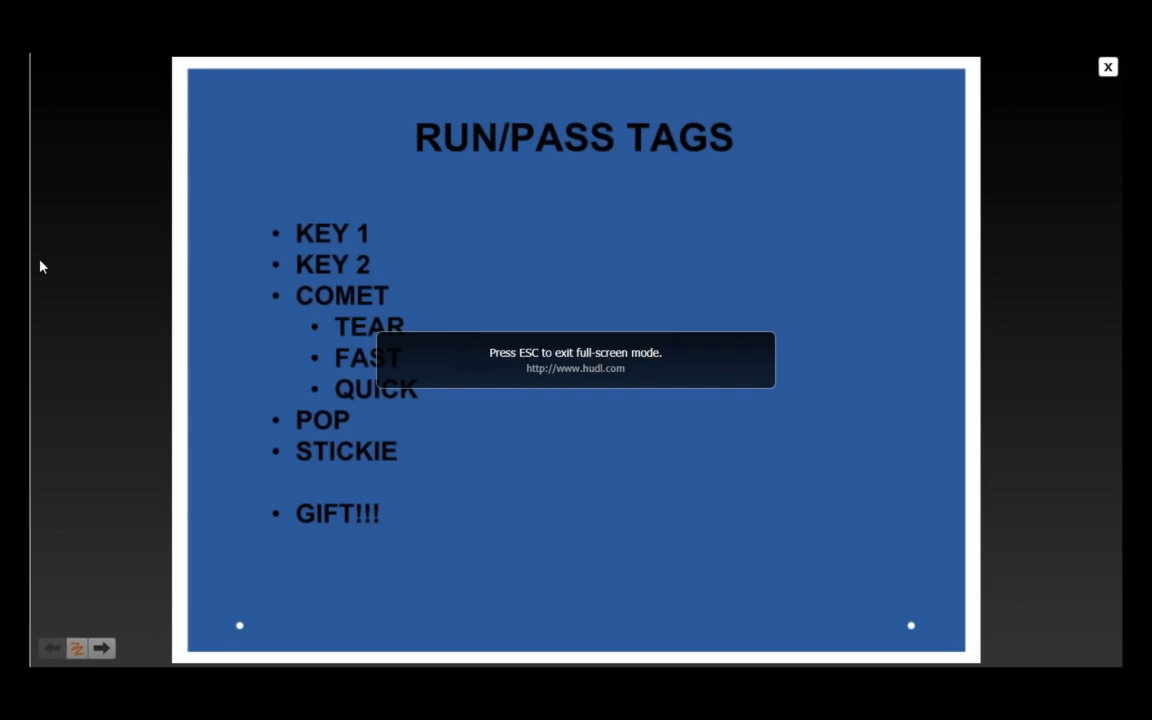 X
RUN/PASS TAGS
• KEY 1
• KEY 2
• COMET
• TEAR
• FAST
• QUICK
• POP
• STICKIE
• GIFT!!!
Press ESC to exit full-screen mode.
http://www.hudl.com